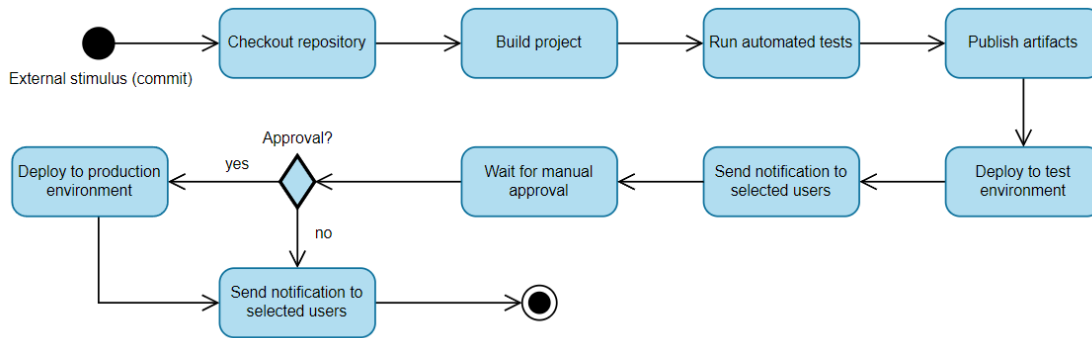 Checkout repository
Build project
Run automated tests
Publish artifacts
External stimulus (commit)
Approval?
yes
Deploy to production
environment
Wait for manual
approval
Send notification to
selected users
Deploy to test
environment
no
Send notification to
selected users